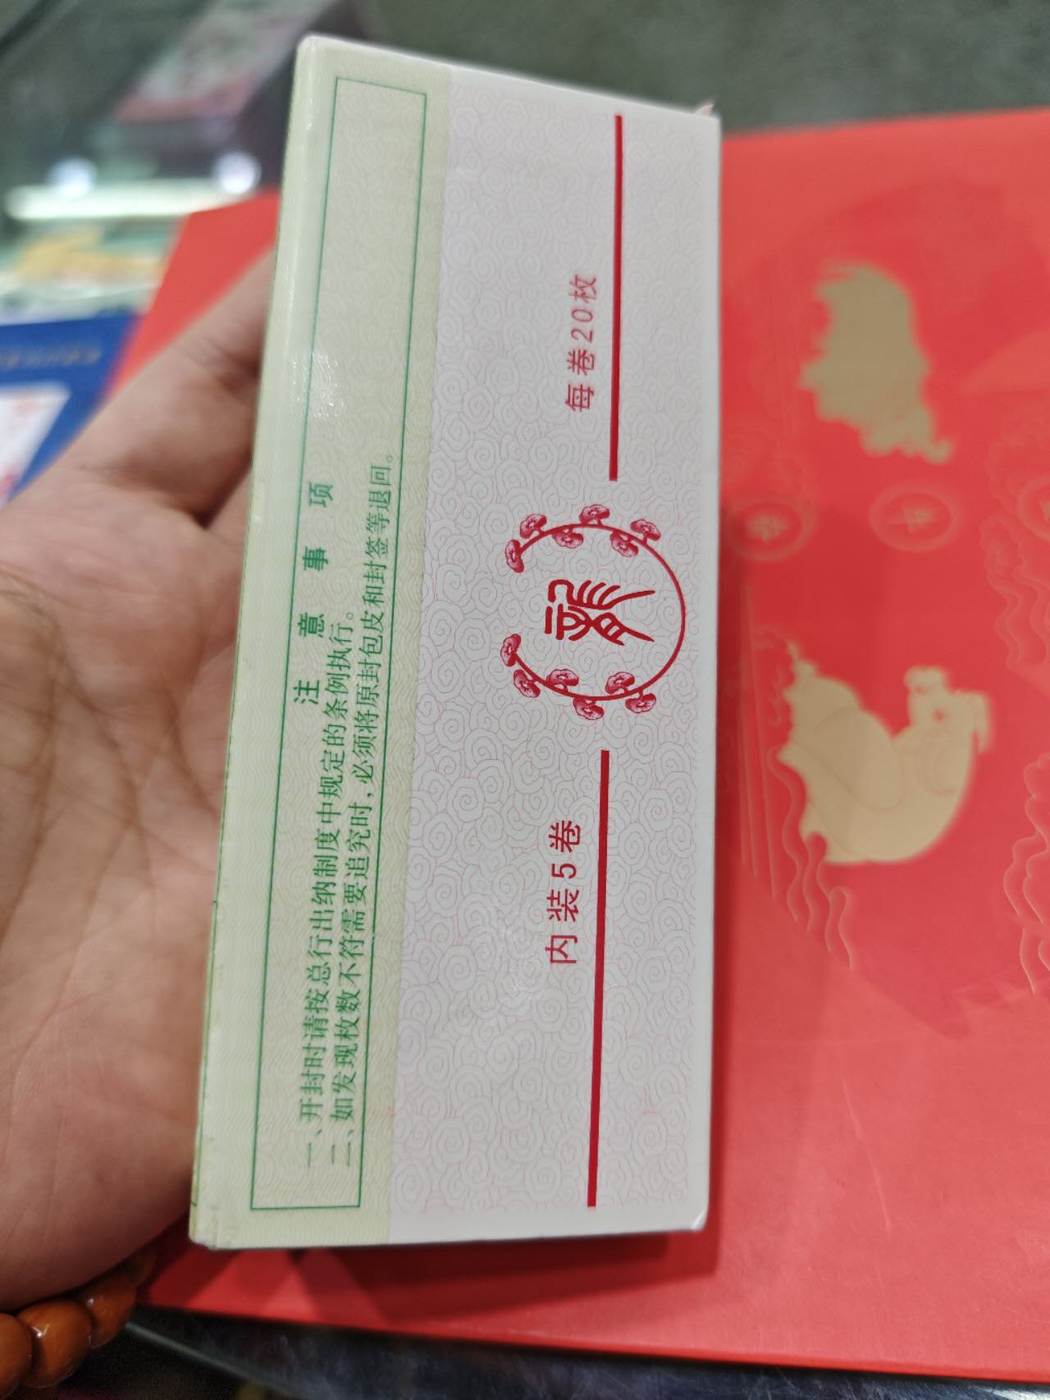 注意事项
一、开封时请按总行出纳制度中规定的条例执行。
二、如发现枚数不符需要追究时，必须将原封包皮和封签等退回。
内装5卷
每卷20枚